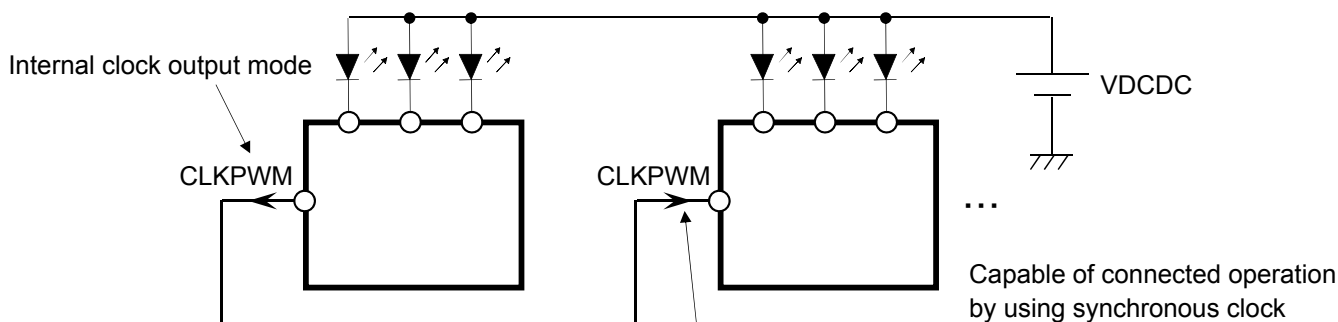 Internal clock output mode
VDCDC
CLKPWM
CLKPWM
...
Capable of connected operation
by using synchronous clock